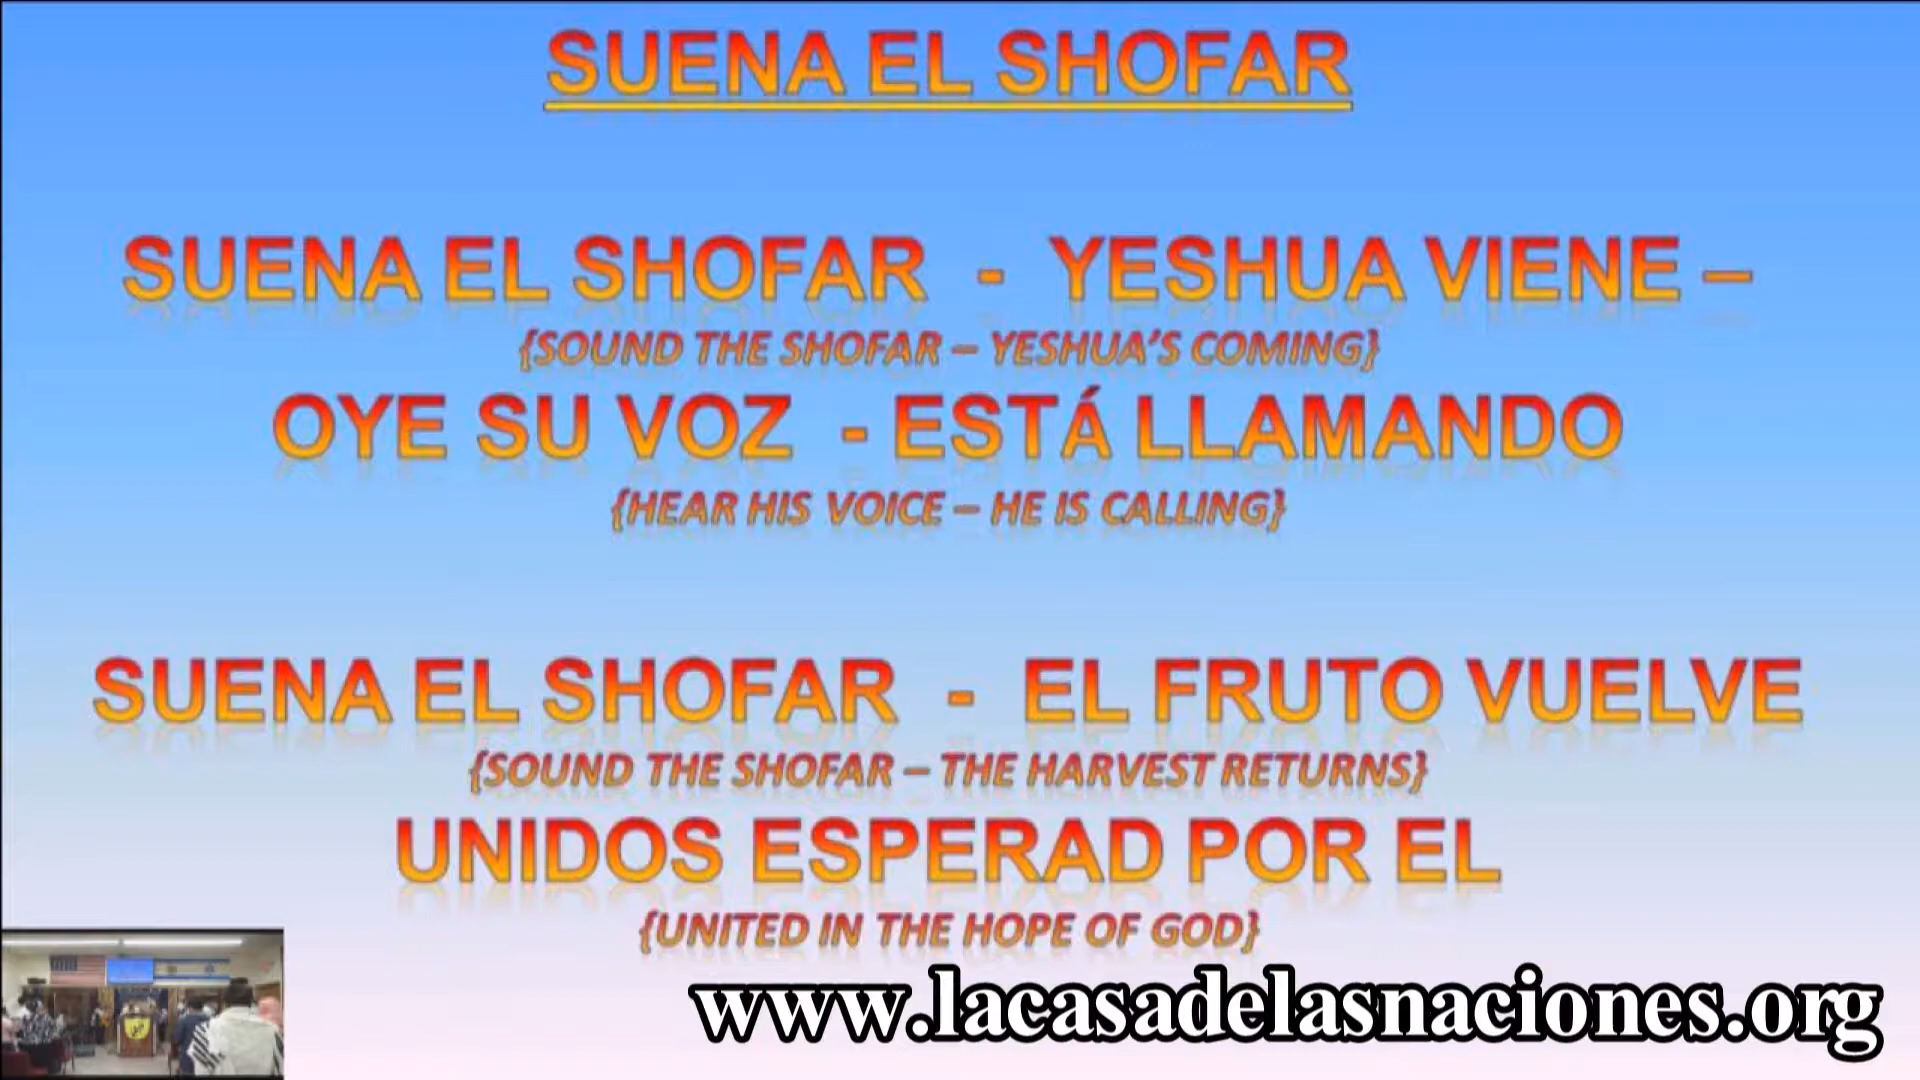 SUENA EL SHOFAR
SUENA EL SHOFAR - YESHUA VIENE –
{SOUND THE SHOFAR – YESHUA'S COMING}
OYE SU VOZ - ESTÁ LLAMANDO
{HEAR HIS VOICE – HE IS CALLING}
SUENA EL SHOFAR - EL FRUTO VUELVE
{SOUND THE SHOFAR – THE HARVEST RETURNS}
UNIDOS ESPERAD POR EL
{UNITED IN THE HOPE OF GOD}
www.lacasadelasnaciones.org